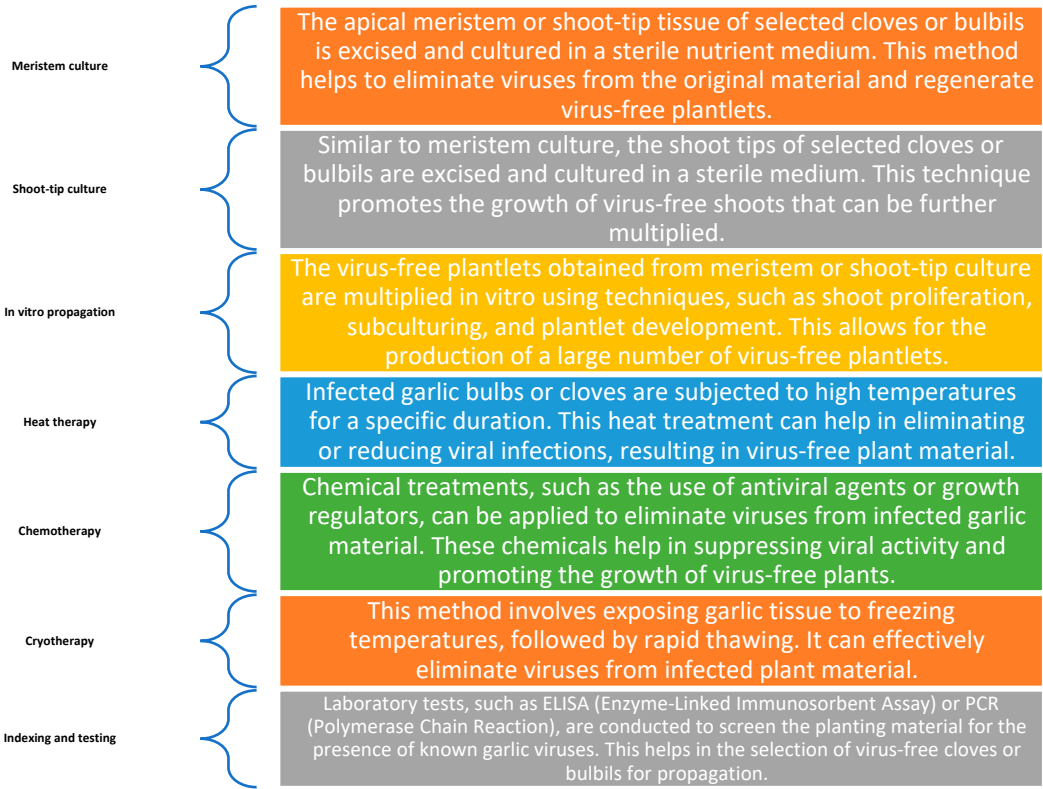 Meristem culture
The apical meristem or shoot-tip tissue of selected cloves or bulbils
is excised and cultured in a sterile nutrient medium. This method
helps to eliminate viruses from the original material and regenerate
virus-free plantlets.
Shoot-tip culture
Similar to meristem culture, the shoot tips of selected cloves or
bulbils are excised and cultured in a sterile medium. This technique
promotes the growth of virus-free shoots that can be further
multiplied.
In vitro propagation
The virus-free plantlets obtained from meristem or shoot-tip culture
are multiplied in vitro using techniques, such as shoot proliferation,
subculturing, and plantlet development. This allows for the
production of a large number of virus-free plantlets.
Heat therapy
Infected garlic bulbs or cloves are subjected to high temperatures
for a specific duration. This heat treatment can help in eliminating
or reducing viral infections, resulting in virus-free plant material.
Chemotherapy
Chemical treatments, such as the use of antiviral agents or growth
regulators, can be applied to eliminate viruses from infected garlic
material. These chemicals help in suppressing viral activity and
promoting the growth of virus-free plants.
Cryotherapy
This method involves exposing garlic tissue to freezing
temperatures, followed by rapid thawing. It can effectively
eliminate viruses from infected plant material.
Indexing and testing
Laboratory tests, such as ELISA (Enzyme-Linked Immunosorbent Assay) or PCR
(Polymerase Chain Reaction), are conducted to screen the planting material for the
presence of known garlic viruses. This helps in the selection of virus-free cloves or
bulbils for propagation.